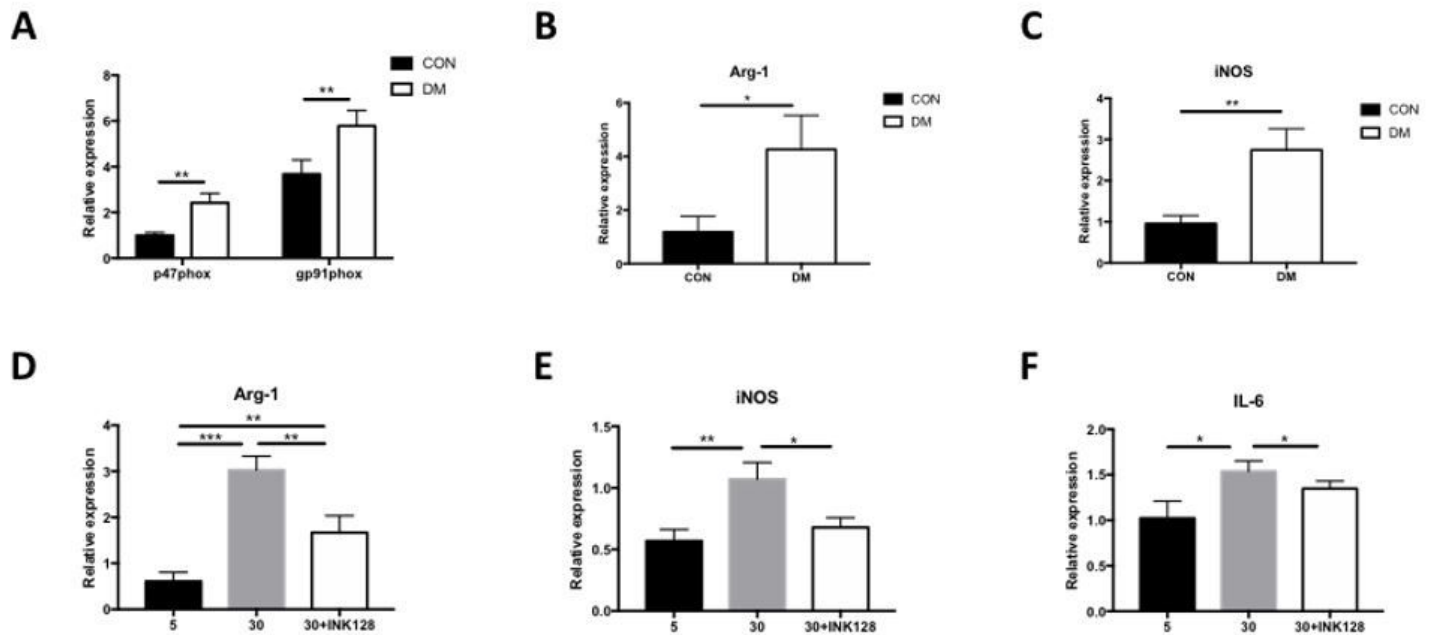 A
CON
DM
Relative expression
8
6
4
2
0
**
**
p47phox
gp91phox
B
Arg-1
CON
DM
Relative expression
6
4
2
0
*
CON
DM
C
iNOS
CON
DM
Relative expression
4
3
2
1
0
**
CON
DM
D
Arg-1
Relative expression
4
3
2
1
0
**
***
**
5
30
30+INK128
E
iNOS
Relative expression
1.5
1.0
0.5
0.0
**
*
5
30
30+INK128
F
IL-6
Relative expression
2.0
1.5
1.0
0.5
0.0
*
*
5
30
30+INK128